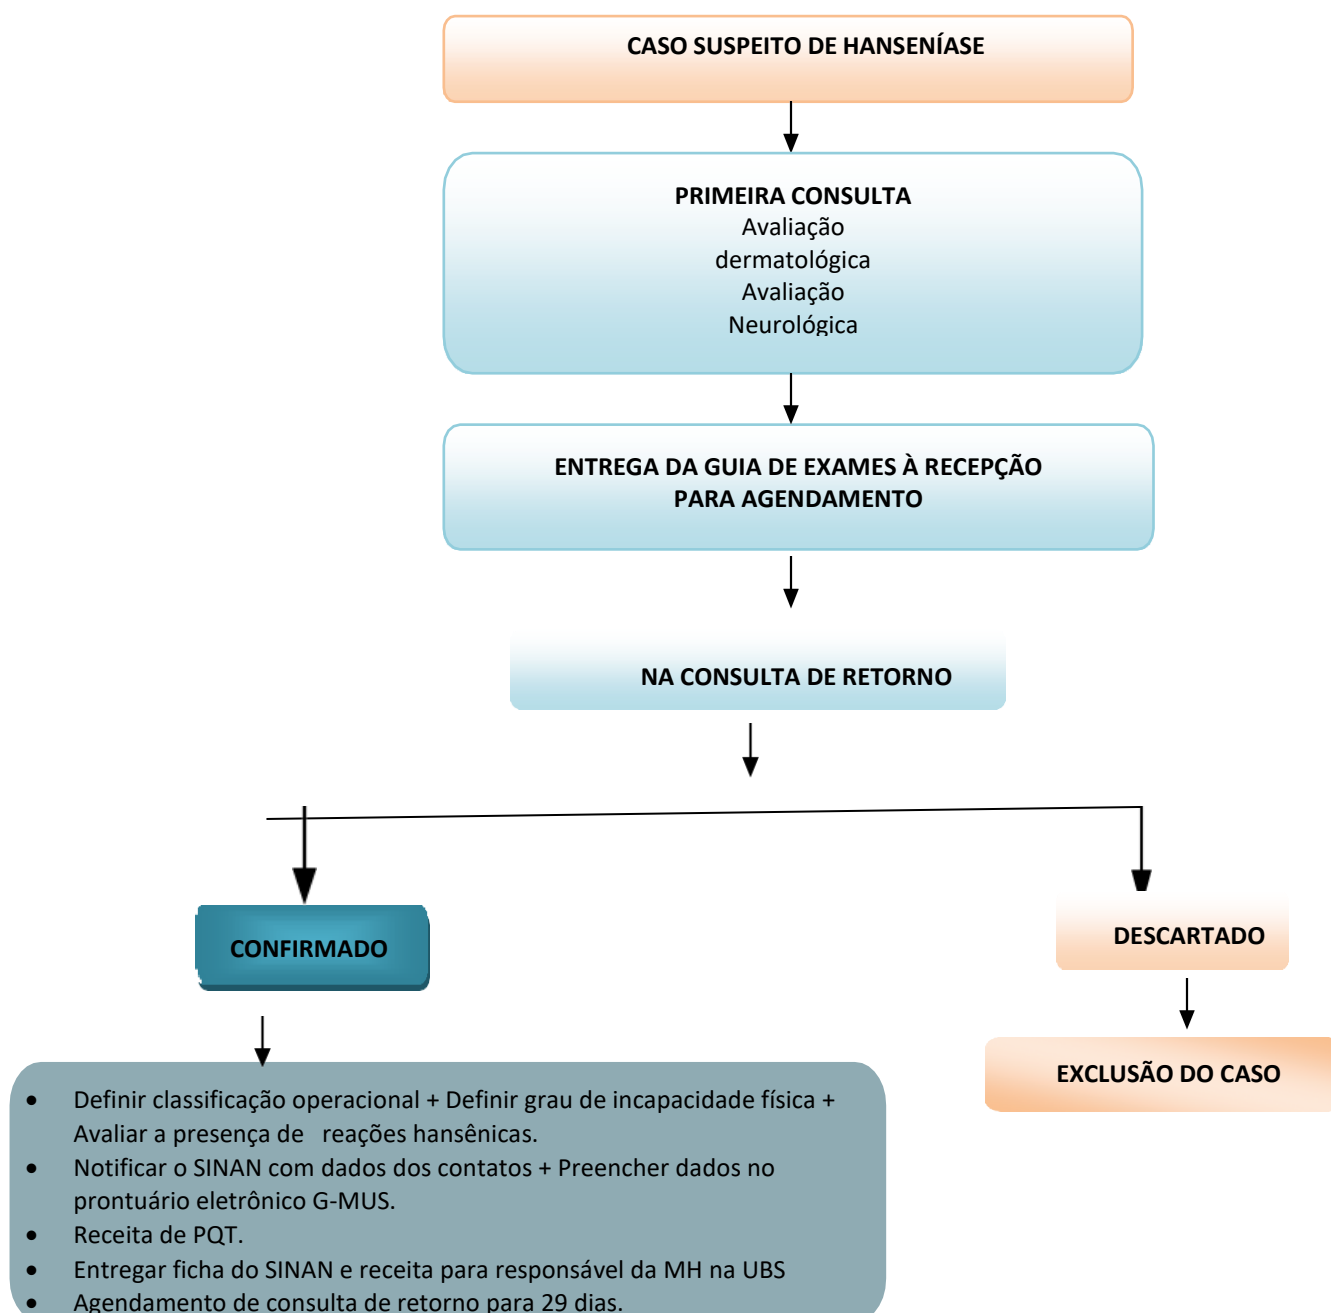 CASO SUSPEITO DE HANSENÍASE
PRIMEIRA CONSULTA
Avaliação
dermatológica
Avaliação
Neurológica
ENTREGA DA GUIA DE EXAMES À RECEPÇÃO
PARA AGENDAMENTO
NA CONSULTA DE RETORNO
CONFIRMADO
DESCARTADO
EXCLUSÃO DO CASO
• Definir classificação operacional + Definir grau de incapacidade física +
Avaliar a presença de reações hansênicas.
• Notificar o SINAN com dados dos contatos + Preencher dados no
prontuário eletrônico G-MUS.
• Receita de PQT.
• Entregar ficha do SINAN e receita para responsável da MH na UBS
• Agendamento de consulta de retorno para 29 dias.